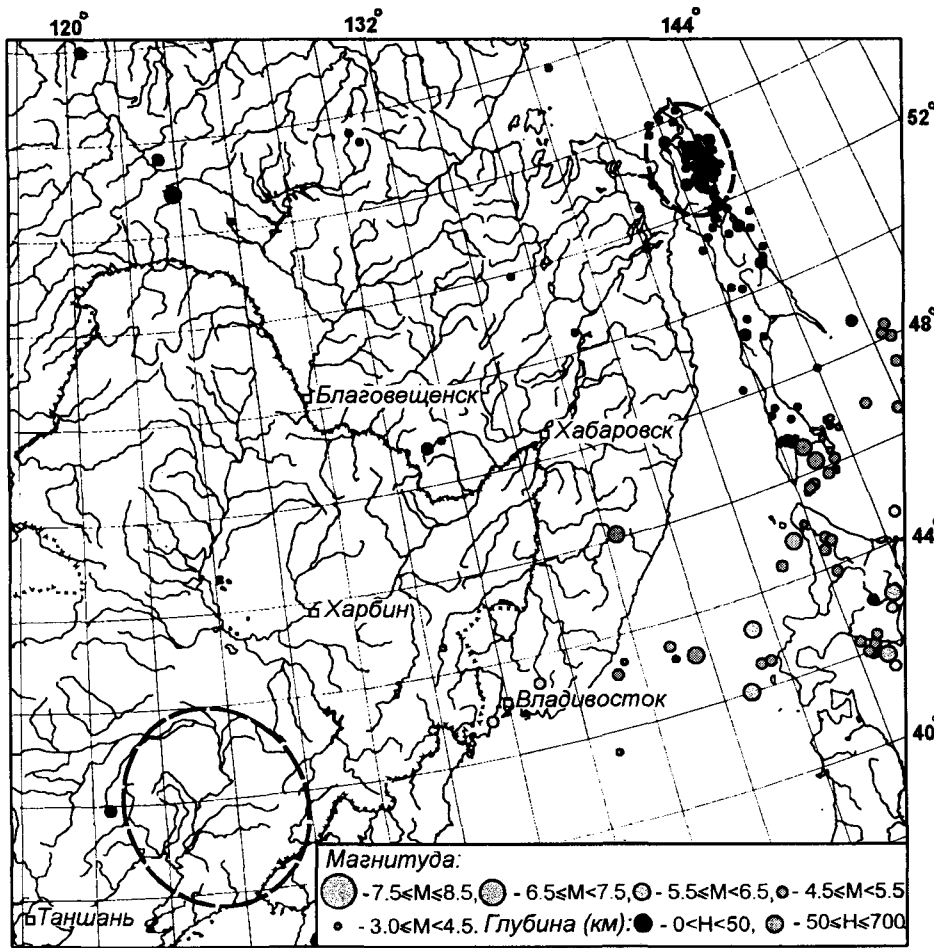 120° 132° 144°
52°
48°
Благовещенск
Хабаровск
44°
Харбин
Владивосток
40°
Магнитуда:
- 7.5≤M≤8.5, - 6.5≤M<7.5, - 5.5≤M<6.5, - 4.5≤M<5.5
- 3.0≤M<4.5. Глубина (км): - 0<H<50, - 50≤H≤700
Таншань